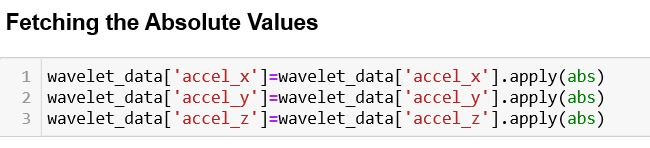 Fetching the Absolute Values
1 wavelet_data['accel_x']=wavelet_data['accel_x'].apply(abs)
2 wavelet_data['accel_y']=wavelet_data['accel_y'].apply(abs)
3 wavelet_data['accel_z']=wavelet_data['accel_z'].apply(abs)